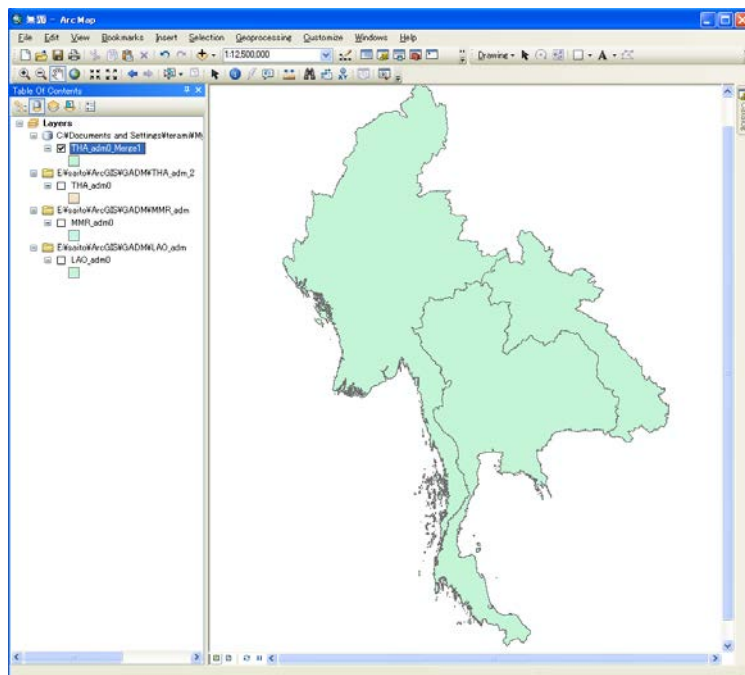 無題 - ArcMap
File Edit View Bookmarks Insert Selection Geoprocessing Customize Windows Help
1:12,500,000
Drawing
A
Table Of Contents
Layers
C:¥Documents and Settings¥terami¥My
THA_adm0_Merge1
E:¥saito¥ArcGIS¥GADM¥THA_adm_2
THA_adm0
E:¥saito¥ArcGIS¥GADM¥MMR_adm
MMR_adm0
E:¥saito¥ArcGIS¥GADM¥LAO_adm
LAO_adm0